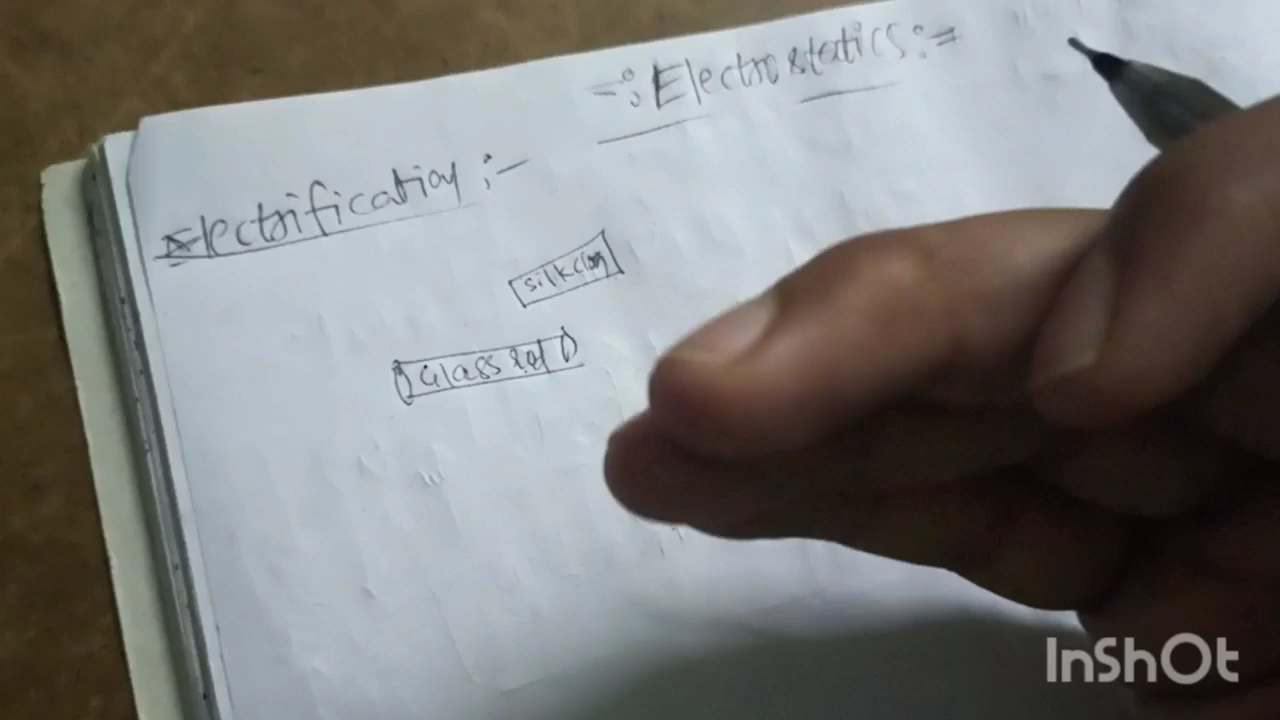 -: Electrostatics :-
Electrification :-
silk cloth
Glass rod
InShOt